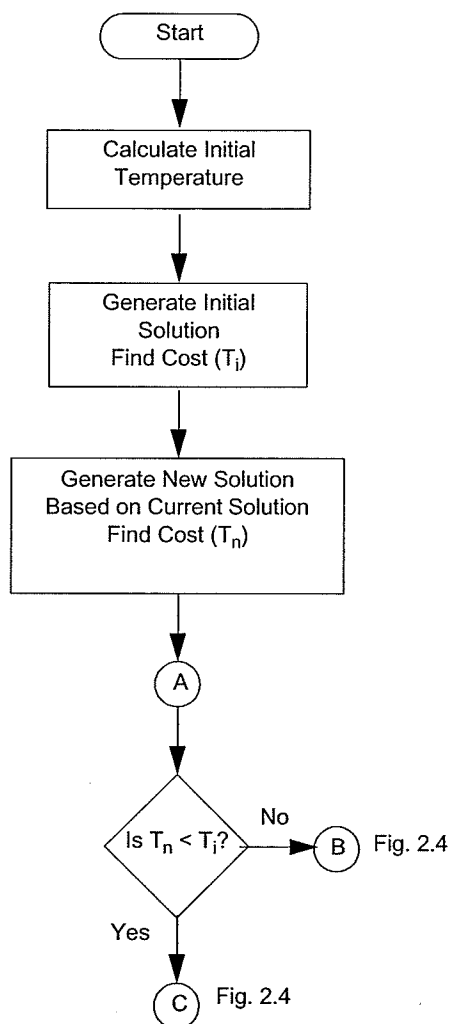 Start
Calculate Initial
Temperature
Generate Initial
Solution
Find Cost (Ti)
Generate New Solution
Based on Current Solution
Find Cost (Tn)
A
Is Tn < Ti?
No
B
Fig. 2.4
Yes
C
Fig. 2.4